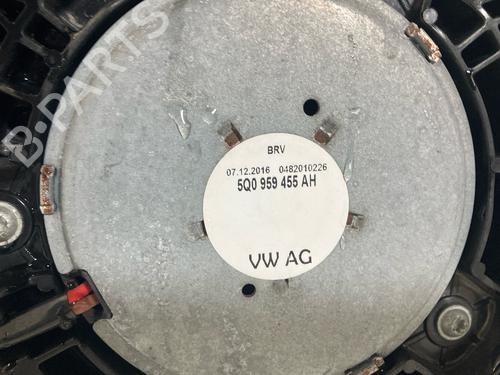 B-PARTS
BRV
07.12.2016 0482010226
5Q0 959 455 AH
VW AG